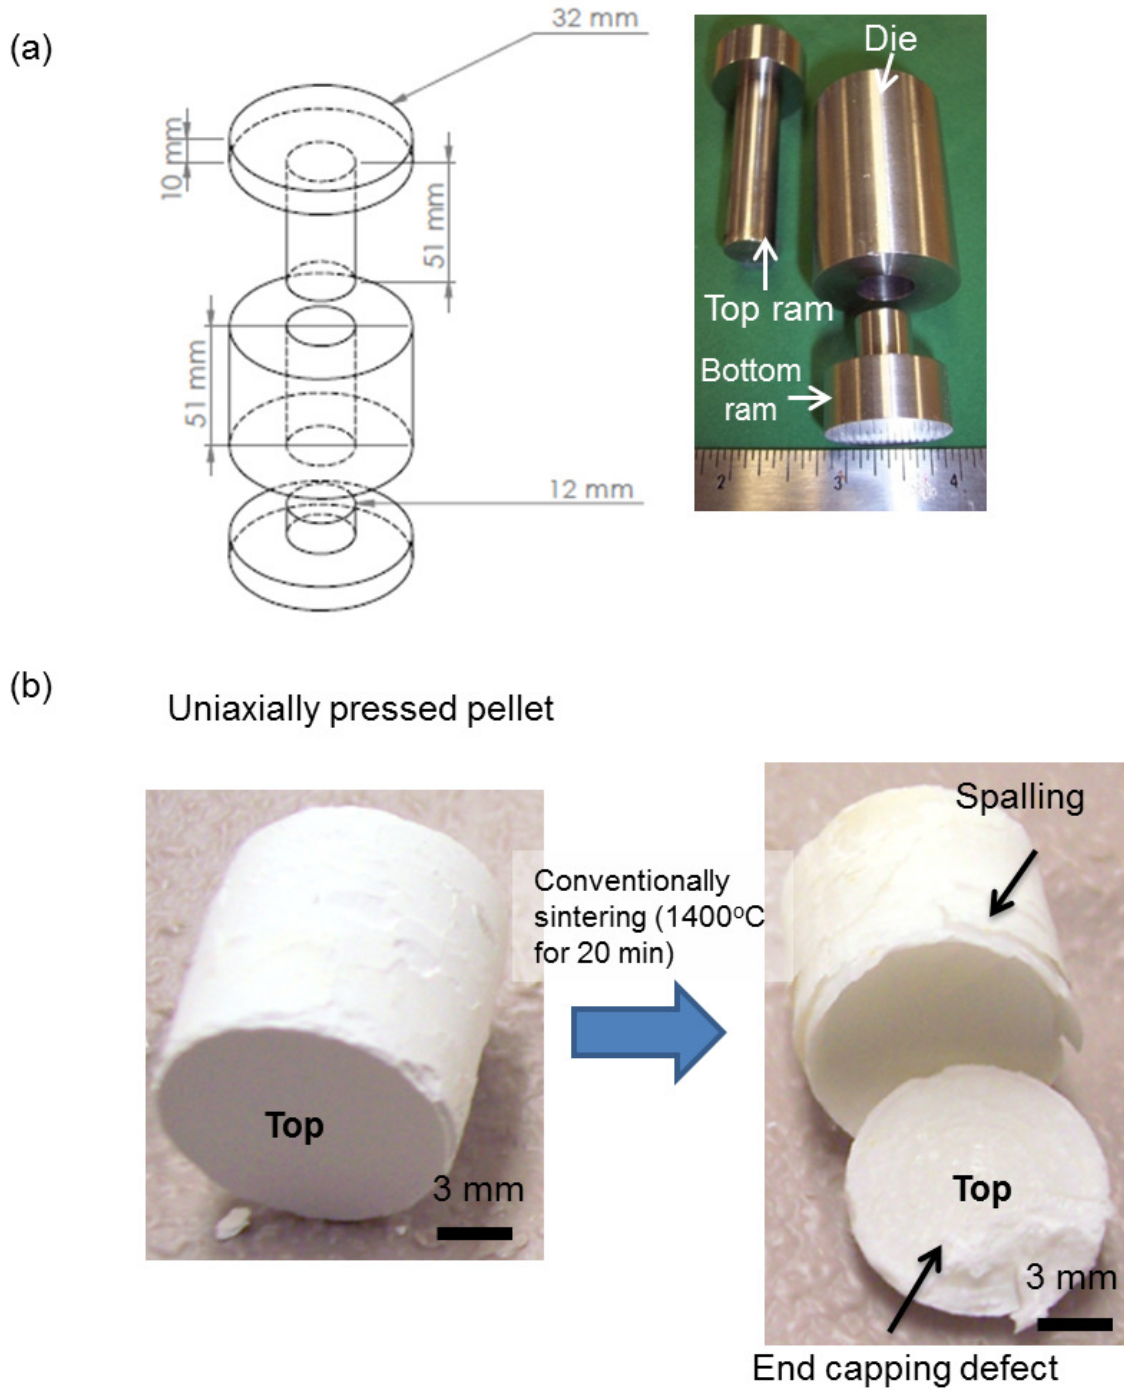 (a)
32 mm
10 mm
51 mm
51 mm
12 mm
Die
Top ram
Bottom
ram
2
3
4
(b)
Uniaxially pressed pellet
Conventionally
sintering (1400°C
for 20 min)
Spalling
Top
3 mm
Top
3 mm
End capping defect